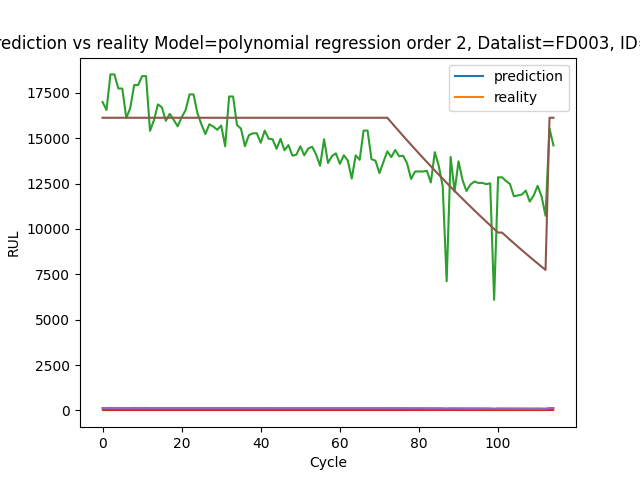 rediction vs reality Model=polynomial regression order 2, Datalist=FD003, ID=
prediction
reality
17500
15000
12500
10000
7500
5000
2500
0
RUL
0 20 40 60 80 100
Cycle